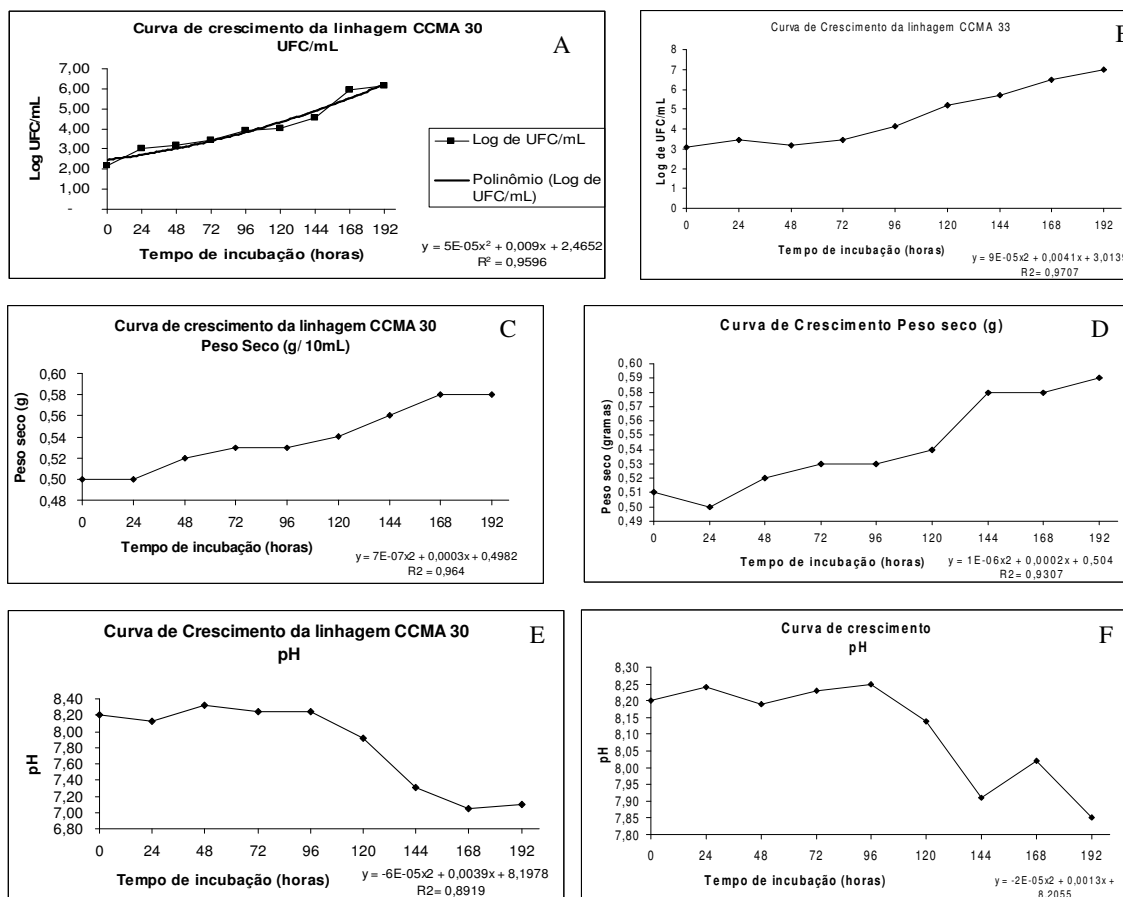 Curva de crescimento da linhagem CCMA 30
UFC/mL
A
7,00
6,00
5,00
4,00
3,00
2,00
1,00
-
Log UFC/mL
0 24 48 72 96 120 144 168 192
Tempo de incubação (horas)
Log de UFC/mL
Polinômio (Log de
UFC/mL)
y = 5E-05x² + 0,009x + 2,4652
R² = 0,9596
Curva de Crescimento da linhagem CCMA 33
8
7
6
5
4
3
2
1
0
Log de UFC/mL
0 24 48 72 96 120 144 168 192
Tempo de incubação (horas)
y = 9E-05x2 + 0,0041x + 3,0139
R2= 0,9707
Curva de crescimento da linhagem CCMA 30
Peso Seco (g/ 10mL)
C
0,60
0,58
0,56
0,54
0,52
0,50
0,48
Peso seco (g)
0 24 48 72 96 120 144 168 192
Tempo de incubação (horas)
y = 7E-07x2 + 0,0003x + 0,4982
R2 = 0,964
Curva de Crescimento Peso seco (g)
D
0,60
0,59
0,58
0,57
0,56
0,55
0,54
0,53
0,52
0,51
0,50
0,49
Peso seco (gramas)
0 24 48 72 96 120 144 168 192
Tempo de incubação (horas)
y = 1E-06x2 + 0,0002x + 0,504
R2 = 0,9307
Curva de Crescimento da linhagem CCMA 30
pH
E
8,40
8,20
8,00
7,80
7,60
7,40
7,20
7,00
6,80
pH
0 24 48 72 96 120 144 168 192
Tempo de incubação (horas)
y = -6E-05x2 + 0,0039x + 8,1978
R2= 0,8919
Curva de crescimento
pH
F
8,30
8,25
8,20
8,15
8,10
8,05
8,00
7,95
7,90
7,85
7,80
pH
0 24 48 72 96 120 144 168 192
Tempo de incubação (horas)
y = -2E-05x2 + 0,0013x +
8,2055